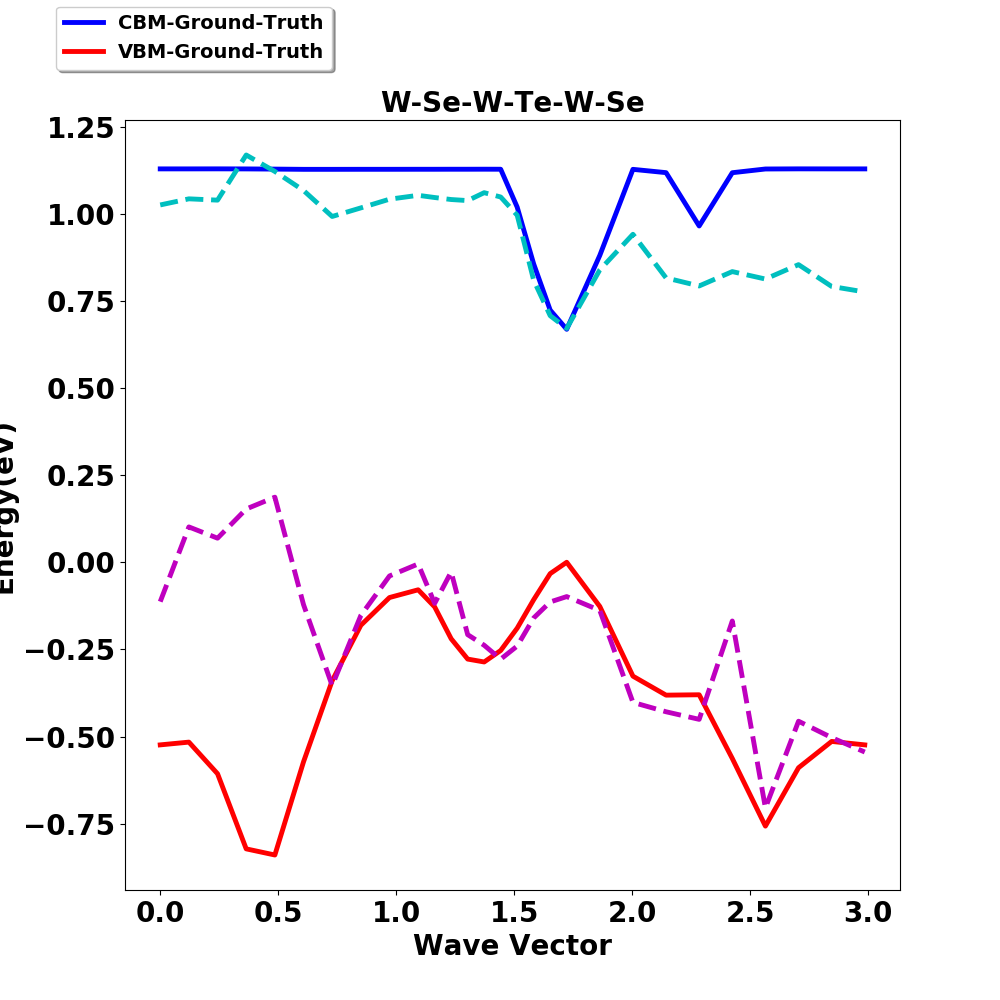 CBM-Ground-Truth
VBM-Ground-Truth
W-Se-W-Te-W-Se
1.25
1.00
0.75
0.50
0.25
0.00
−0.25
−0.50
−0.75
Energy(eV)
0.0 0.5 1.0 1.5 2.0 2.5 3.0
Wave Vector